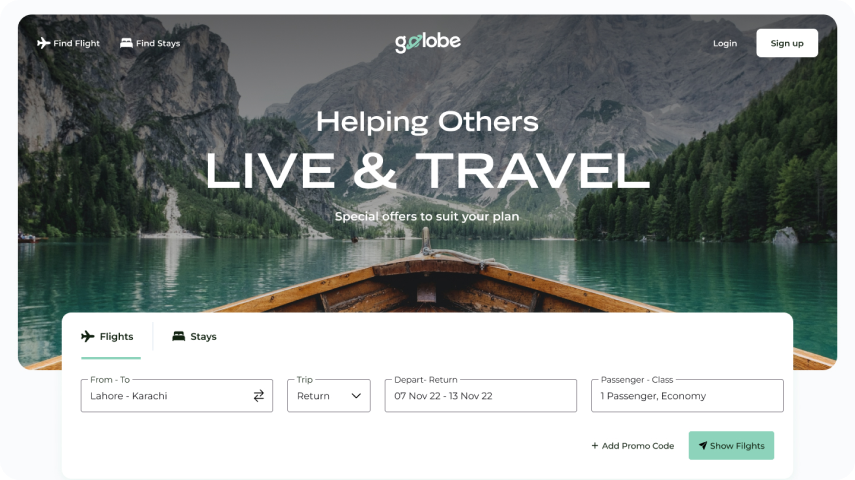 Find Flight
Find Stays
golobe
Login
Sign up
Helping Others
LIVE & TRAVEL
Special offers to suit your plan
Flights
Stays
From - To
Lahore - Karachi
Trip
Return
Depart- Return
07 Nov 22 - 13 Nov 22
Passenger - Class
1 Passenger, Economy
+ Add Promo Code
Show Filghts